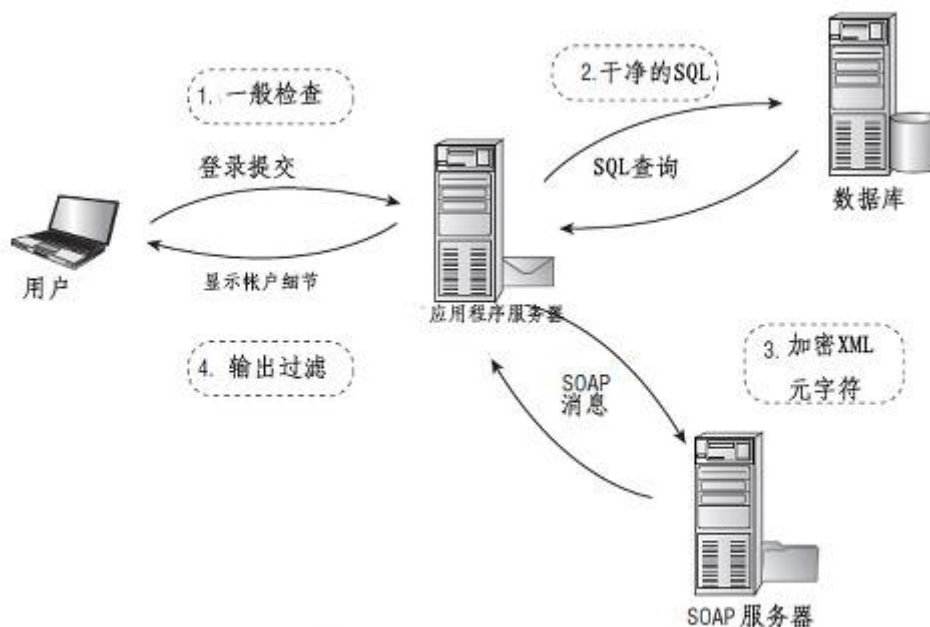 1. 一般检查
2.干净的SQL
登录提交
SQL查询
数据库
用户
显示帐户细节
应用程序服务器
4. 输出过滤
3. 加密XML
元字符
SOAP
消息
SOAP 服务器